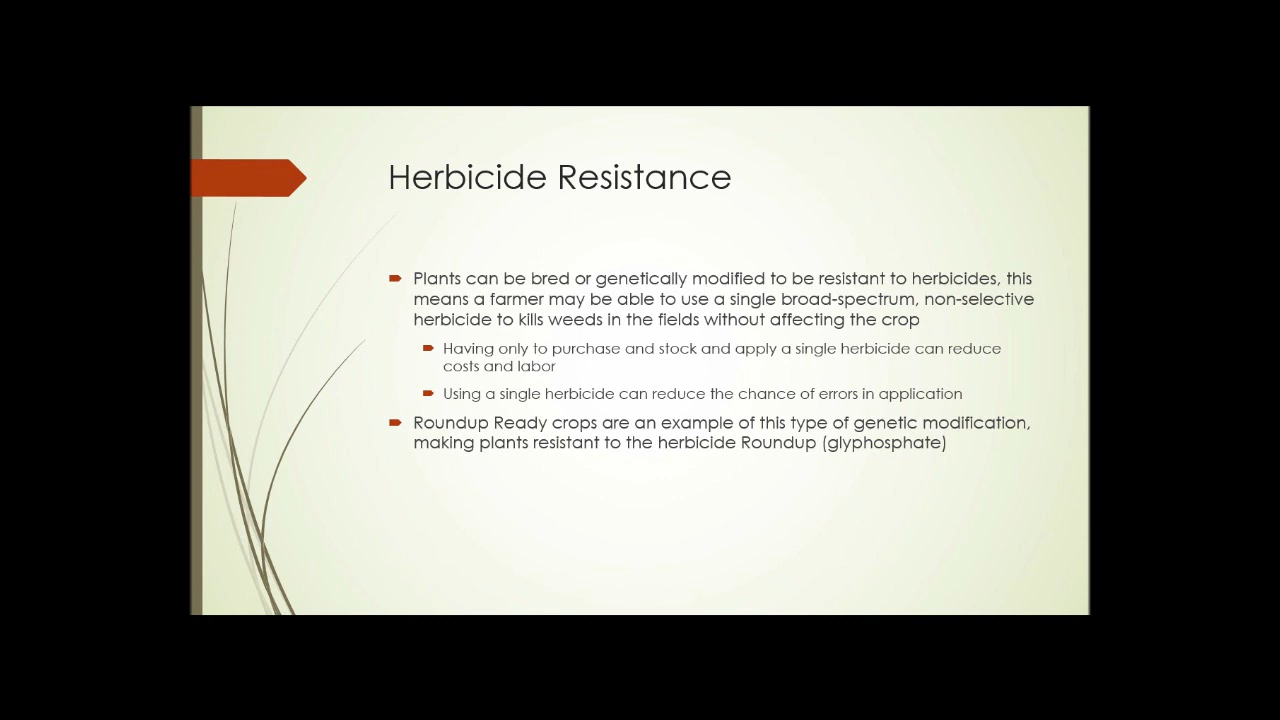 Herbicide Resistance
Plants can be bred or genetically modified to be resistant to herbicides, this
means a farmer may be able to use a single broad-spectrum, non-selective
herbicide to kills weeds in the fields without affecting the crop
Having only to purchase and stock and apply a single herbicide can reduce
costs and labor
Using a single herbicide can reduce the chance of errors in application
Roundup Ready crops are an example of this type of genetic modification,
making plants resistant to the herbicide Roundup (glyphosphate)